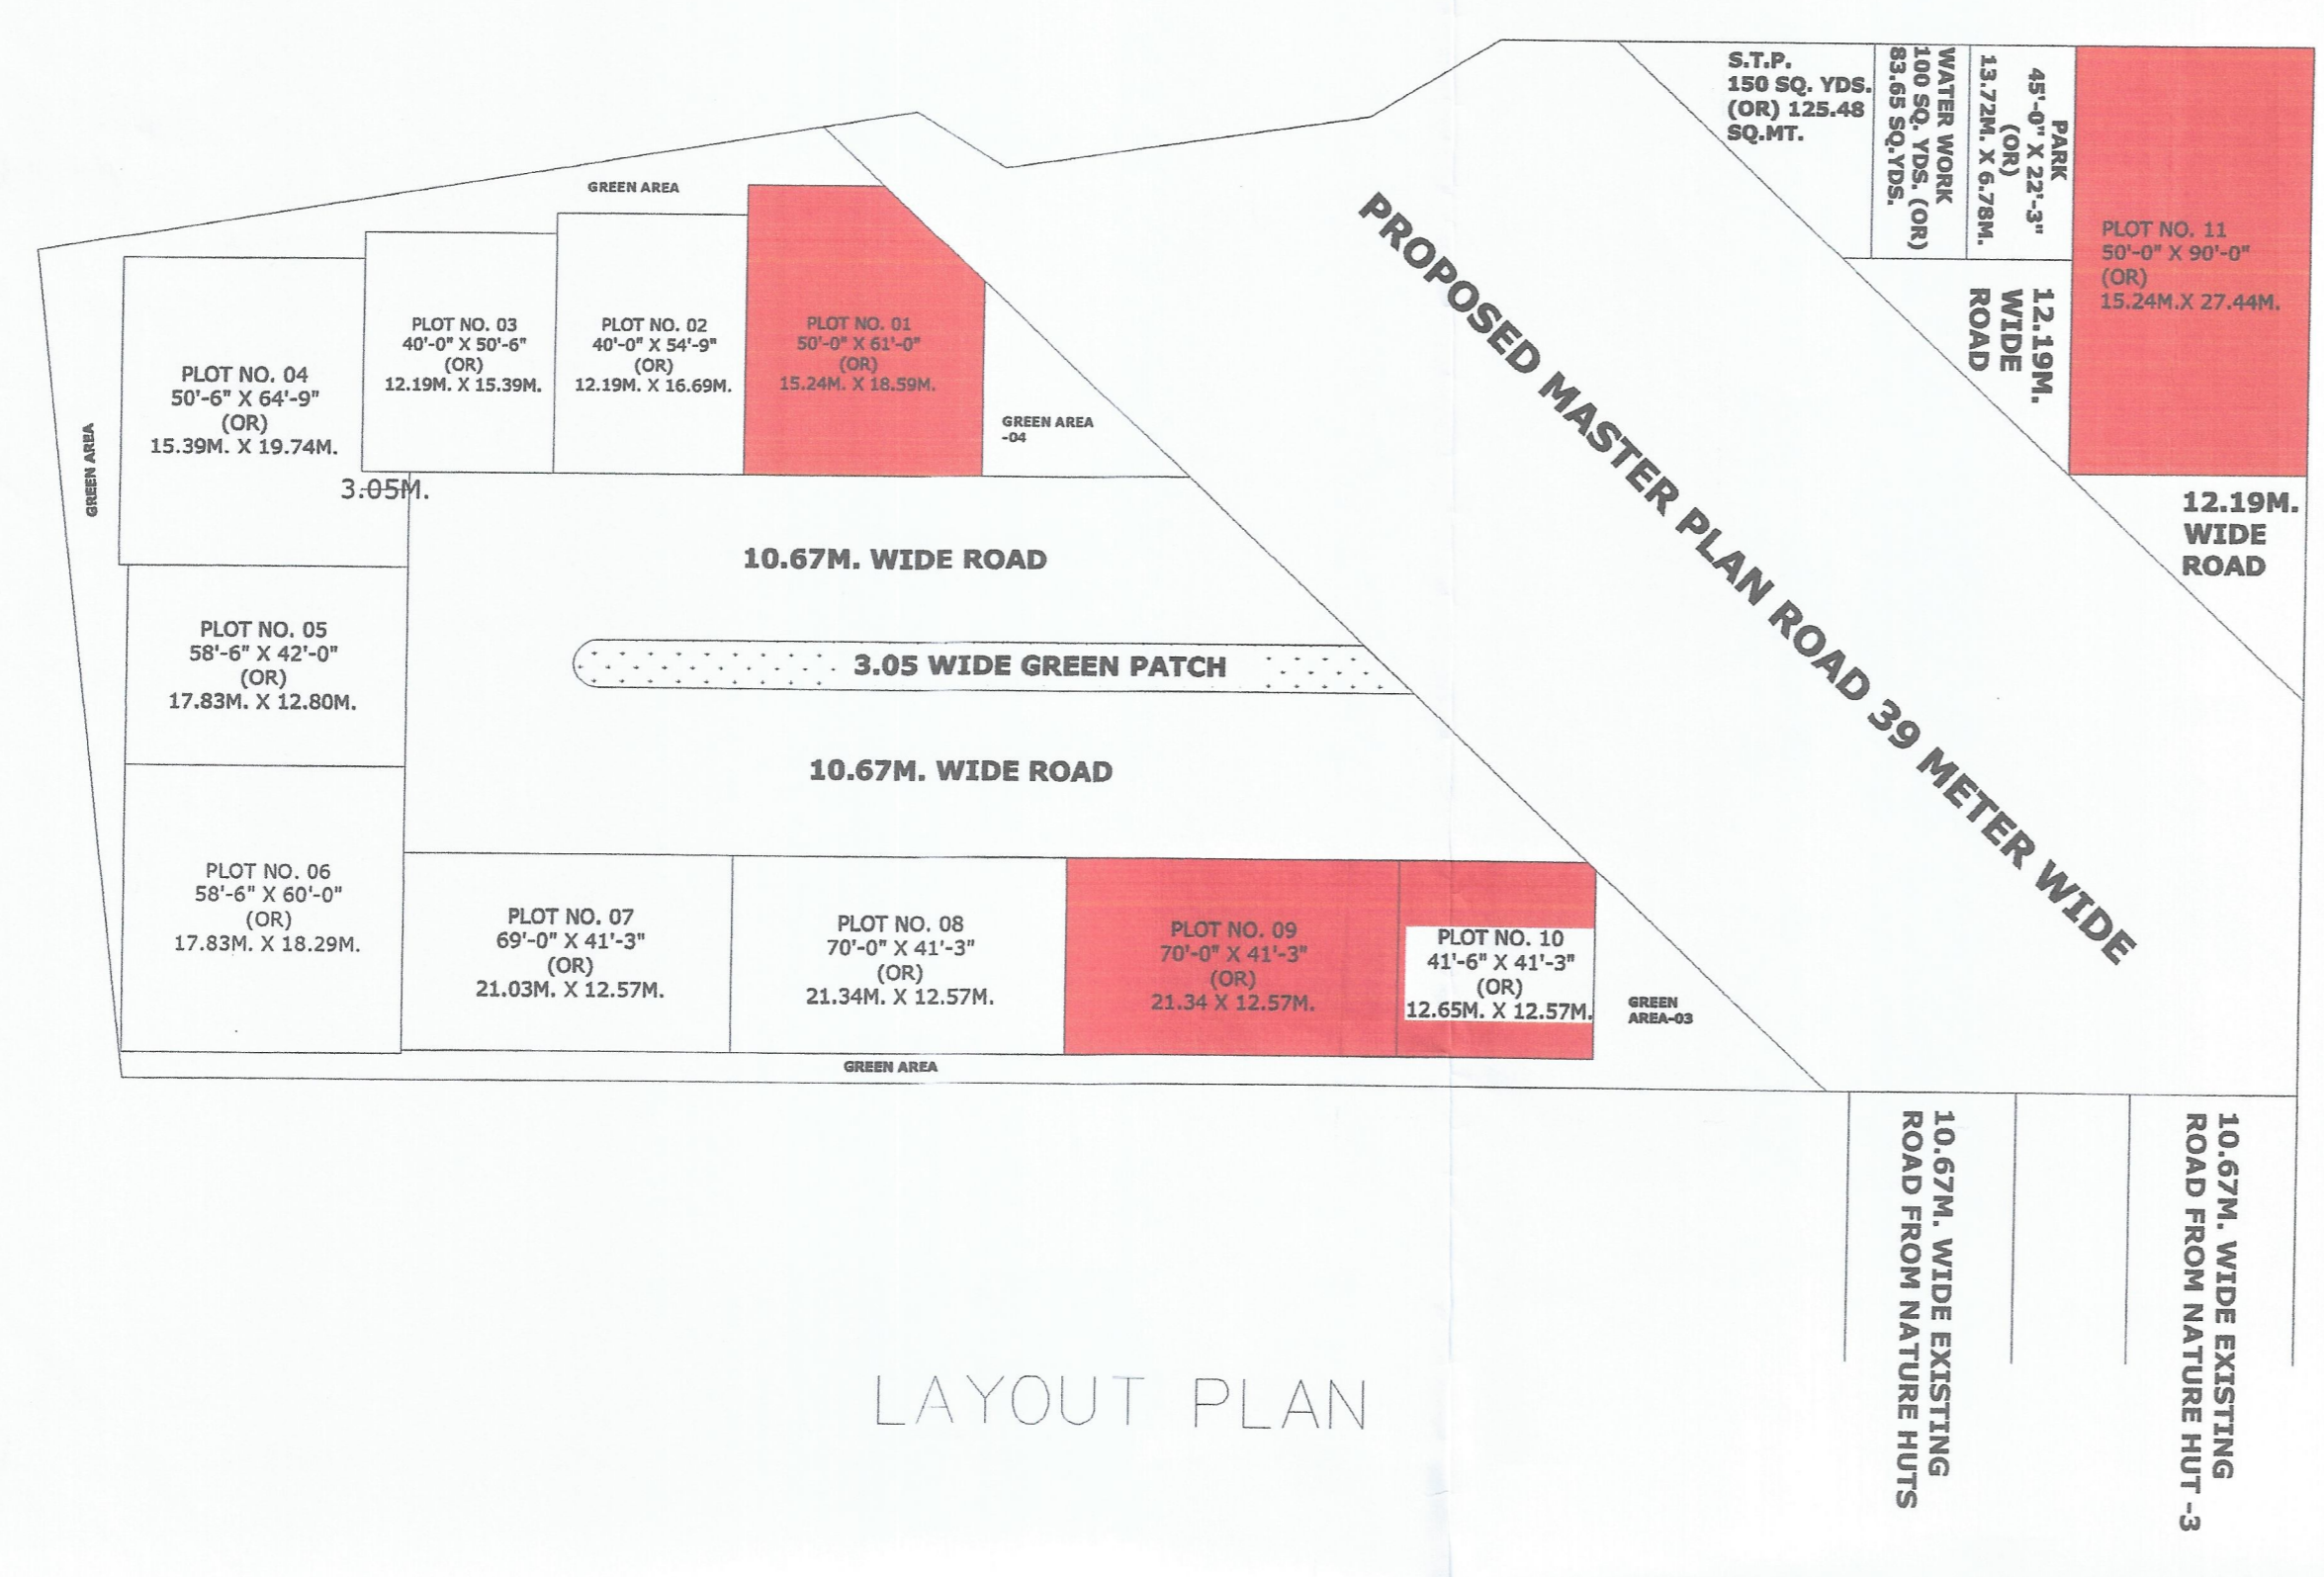 S.T.P.
150 SQ. YDS.
(OR) 125.48
SQ.MT.
WATER WORK
100 SQ. YDS. (OR)
83.65 SQ.YDS.
PARK
45'-0" X 22'-3"
(OR)
13.72M. X 6.78M.
PLOT NO. 11
50'-0" X 90'-0"
(OR)
15.24M.X 27.44M.
12.19M.
WIDE
ROAD
12.19M.
WIDE
ROAD
PROPOSED MASTER PLAN ROAD 39 METER WIDE
GREEN AREA
PLOT NO. 01
50'-0" X 61'-0"
(OR)
15.24M. X 18.59M.
PLOT NO. 02
40'-0" X 54'-9"
(OR)
12.19M. X 16.69M.
PLOT NO. 03
40'-0" X 50'-6"
(OR)
12.19M. X 15.39M.
PLOT NO. 04
50'-6" X 64'-9"
(OR)
15.39M. X 19.74M.
GREEN AREA
-04
GREEN AREA
3.05M.
10.67M. WIDE ROAD
3.05 WIDE GREEN PATCH
10.67M. WIDE ROAD
PLOT NO. 05
58'-6" X 42'-0"
(OR)
17.83M. X 12.80M.
PLOT NO. 06
58'-6" X 60'-0"
(OR)
17.83M. X 18.29M.
PLOT NO. 07
69'-0" X 41'-3"
(OR)
21.03M. X 12.57M.
PLOT NO. 08
70'-0" X 41'-3"
(OR)
21.34M. X 12.57M.
PLOT NO. 09
70'-0" X 41'-3"
(OR)
21.34 X 12.57M.
PLOT NO. 10
41'-6" X 41'-3"
(OR)
12.65M. X 12.57M.
GREEN
AREA-03
GREEN AREA
10.67M. WIDE EXISTING
ROAD FROM NATURE HUTS
10.67M. WIDE EXISTING
ROAD FROM NATURE HUT -3
LAYOUT PLAN